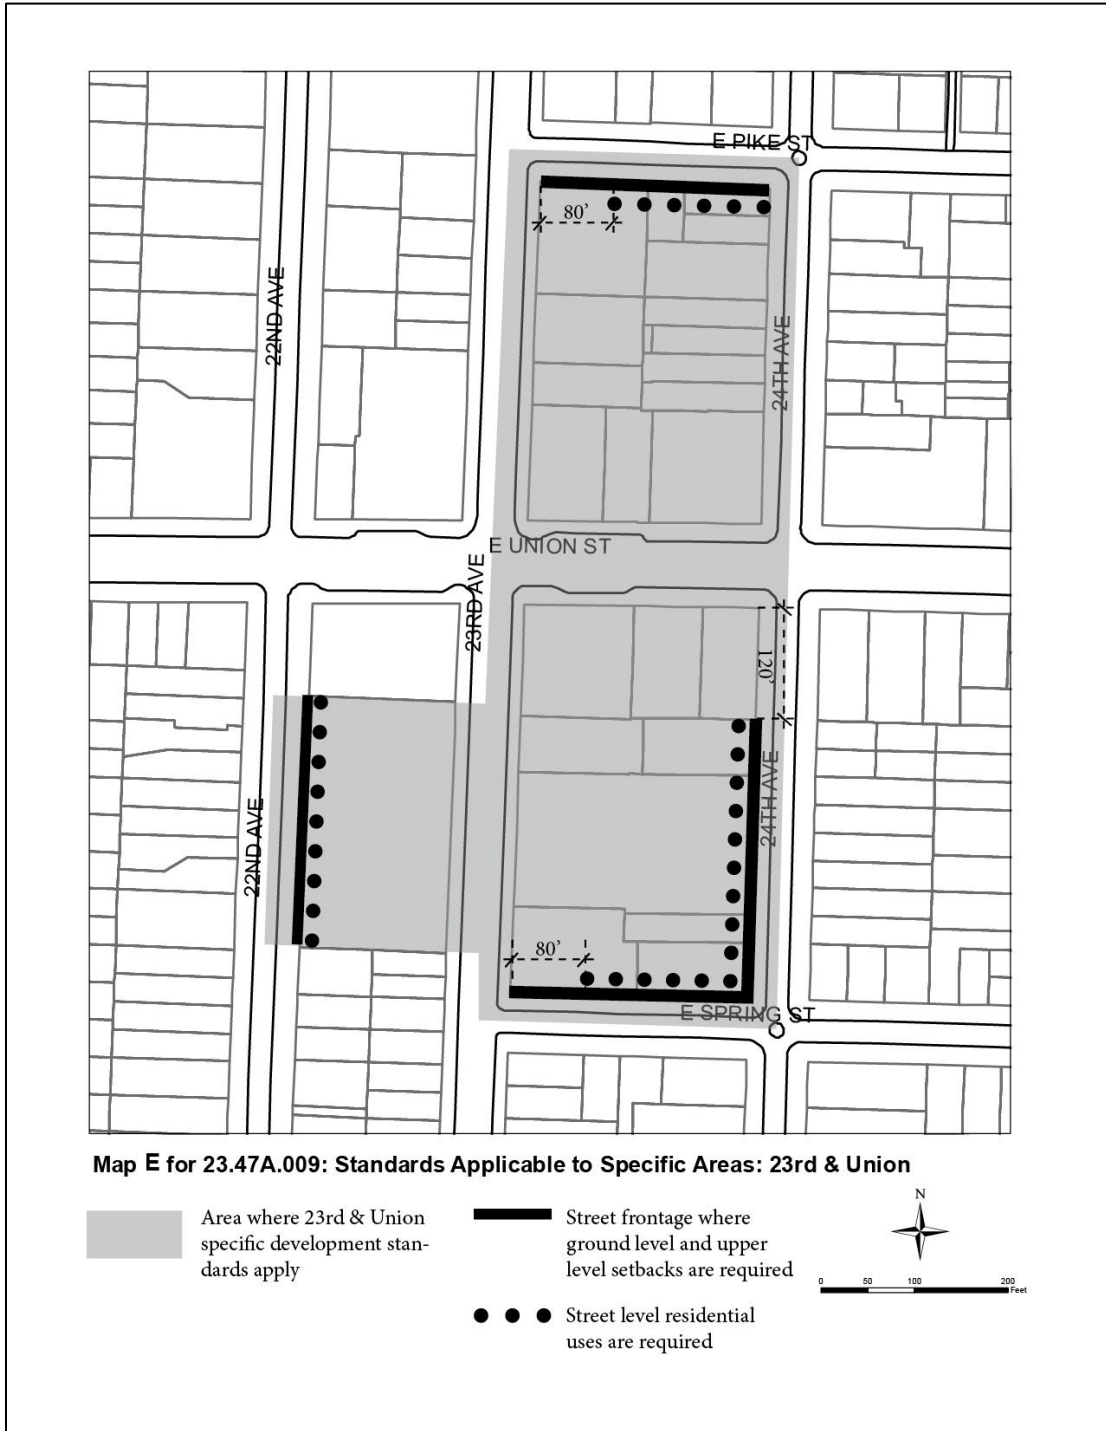 E PIKE ST
80'
22ND AVE
24TH AVE
E UNION ST
23RD AVE
120'
24TH AVE
22ND AVE
80'
E SPRING ST
Map E for 23.47A.009: Standards Applicable to Specific Areas: 23rd & Union
Area where 23rd & Union
specific development stan-
dards apply
Street frontage where
ground level and upper
level setbacks are required
Street level residential
uses are required
N
0 50 100 200
Feet